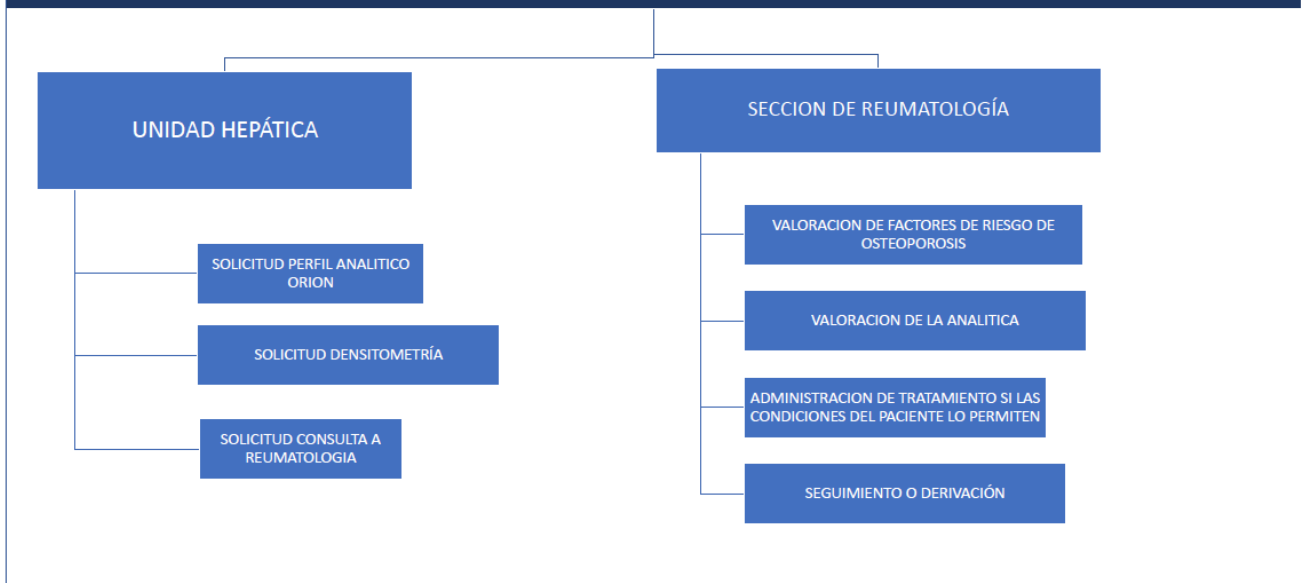 UNIDAD HEPÁTICA
SOLICITUD PERFIL ANALITICO
ORION
SOLICITUD DENSITOMETRÍA
SOLICITUD CONSULTA A
REUMATOLOGIA
SECCION DE REUMATOLOGÍA
VALORACION DE FACTORES DE RIESGO DE
OSTEOPOROSIS
VALORACION DE LA ANALITICA
ADMINISTRACION DE TRATAMIENTO SI LAS
CONDICIONES DEL PACIENTE LO PERMITEN
SEGUIMIENTO O DERIVACIÓN